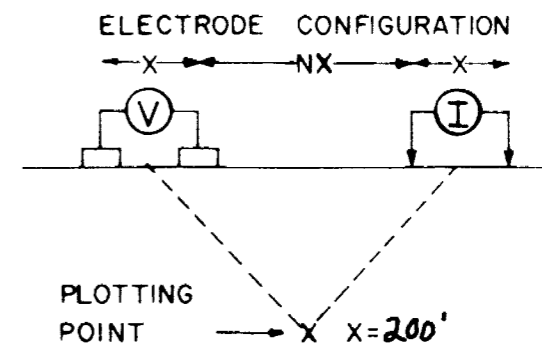 ELECTRODE CONFIGURATION
X NX X
V I
PLOTTING
POINT X X=200'